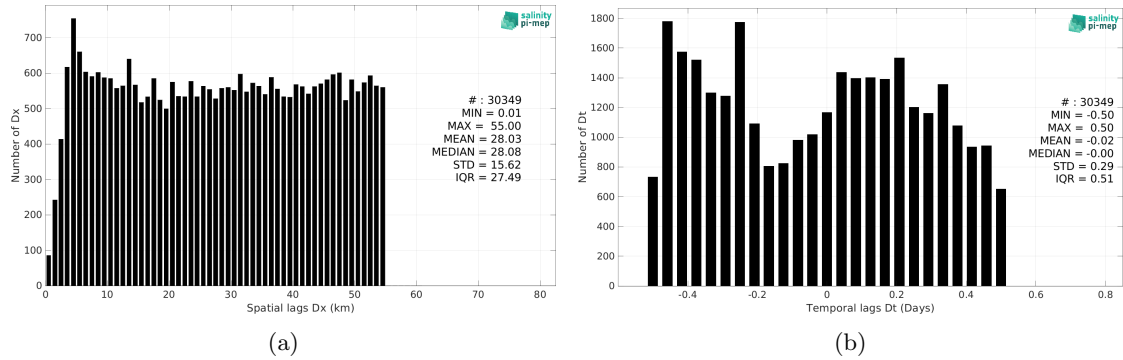 salinity
pi-mep
700
600
500
400
300
200
100
0
Number of Dx
# : 30349
MIN = 0.01
MAX = 55.00
MEAN = 28.03
MEDIAN = 28.08
STD = 15.62
IQR = 27.49
0 10 20 30 40 50 60 70 80
Spatial lags Dx (km)
(a)
salinity
pi-mep
1800
1600
1400
1200
1000
800
600
400
200
0
Number of Dt
# : 30349
MIN = -0.50
MAX = 0.50
MEAN = -0.02
MEDIAN = -0.00
STD = 0.29
IQR = 0.51
-0.4 -0.2 0 0.2 0.4 0.6 0.8
Temporal lags Dt (Days)
(b)